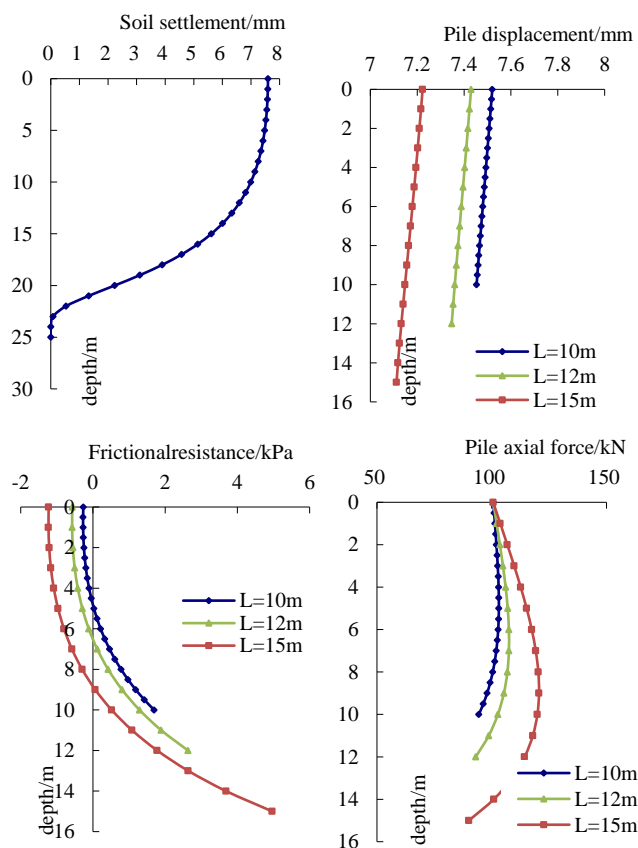 Soil settlement/mm
0 1 2 3 4 5 6 7 8
0
5
10
15
20
25
30
depth/m
Pile displacement/mm
7 7.2 7.4 7.6 7.8 8
0
2
4
6
8
10
12
14
16
depth/m
L=10m
L=12m
L=15m
Frictionalresistance/kPa
-2 0 2 4 6
0
2
4
6
8
10
12
14
16
depth/m
L=10m
L=12m
L=15m
Pile axial force/kN
50 100 150
0
2
4
6
8
10
12
14
16
depth/m
L=10m
L=12m
L=15m